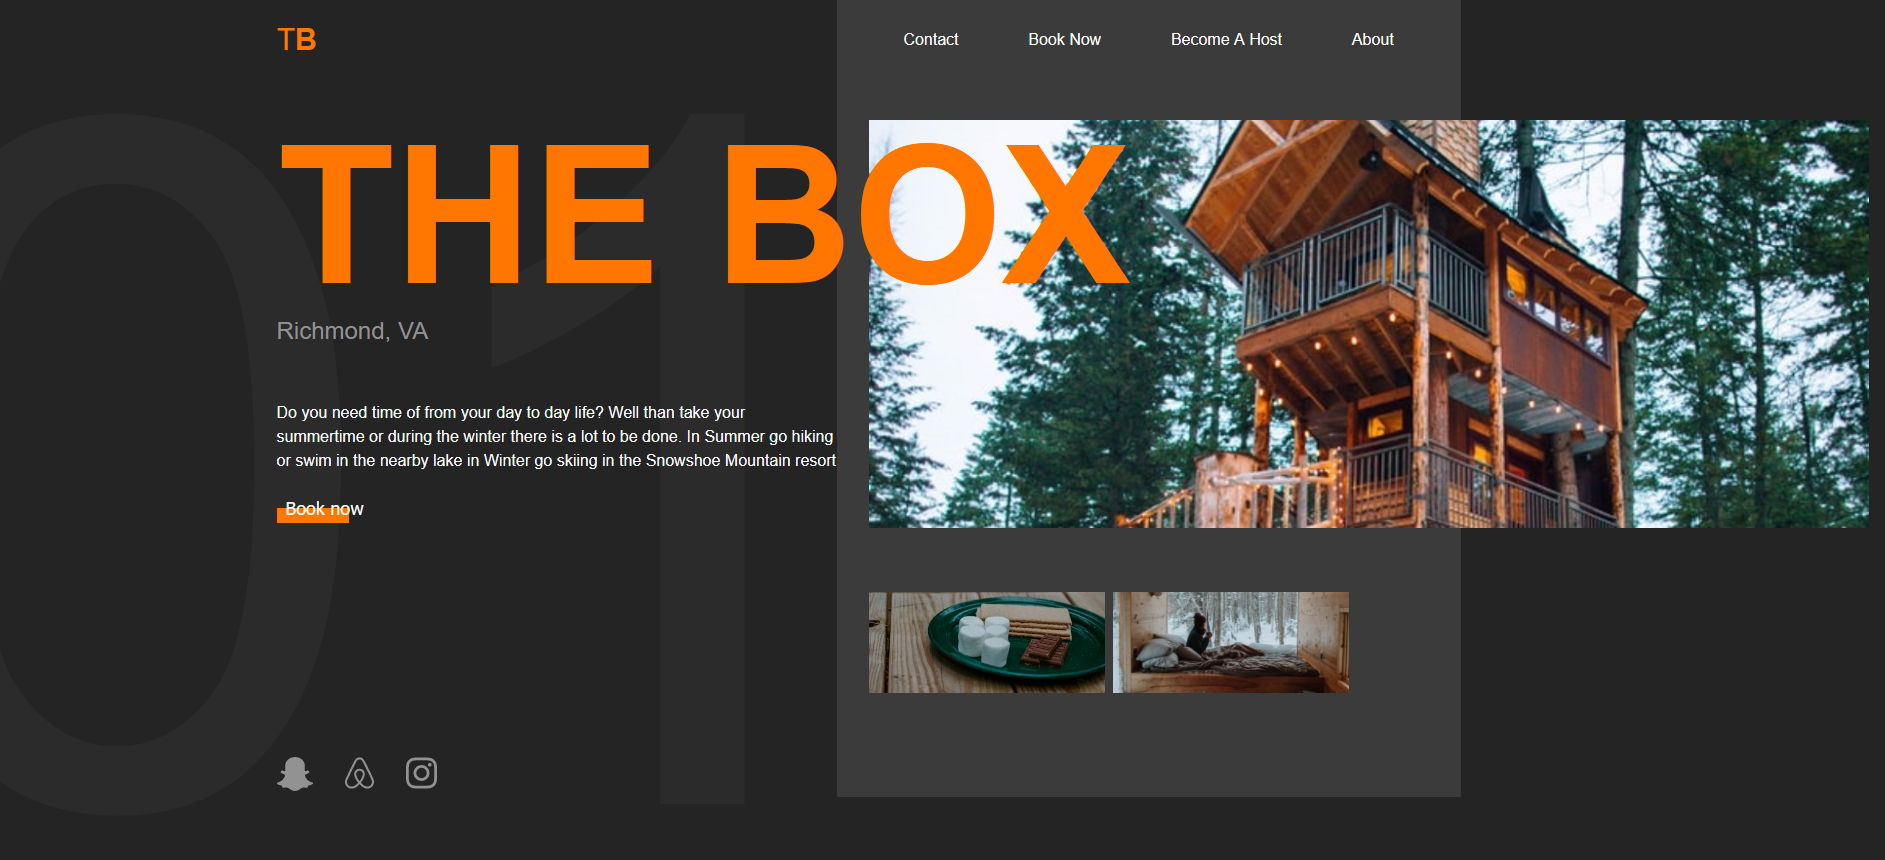 TB
Contact
Book Now
Become A Host
About
01
THE BOX
Richmond, VA
Do you need time of from your day to day life? Well than take your
summertime or during the winter there is a lot to be done. In Summer go hiking
or swim in the nearby lake in Winter go skiing in the Snowshoe Mountain resort
Book now